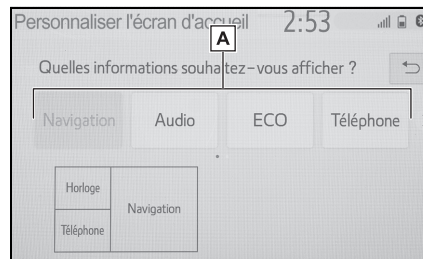 Personnaliser l'écran d'accueil 2:53
A
Quelles informations souhaitez-vous afficher ?
Navigation Audio ECO Téléphone
Horloge
Navigation
Téléphone